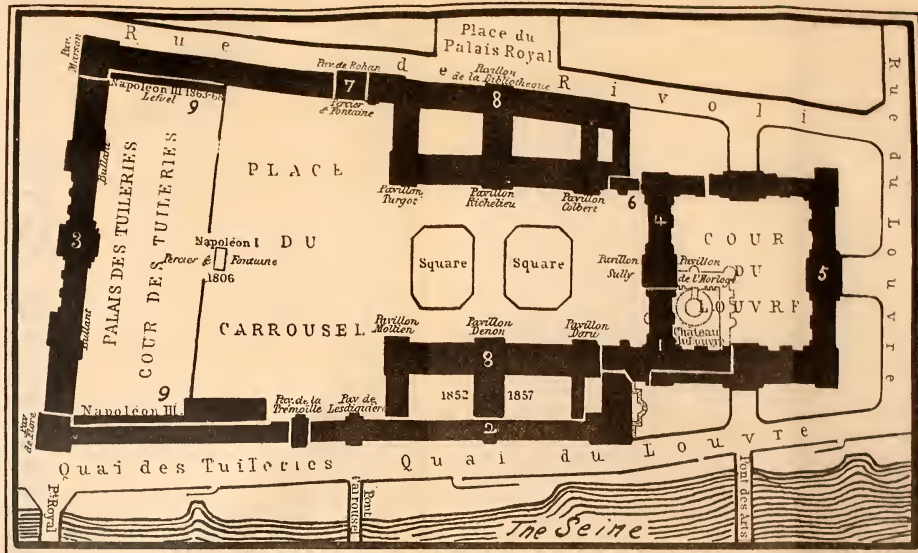 Rue de Rivoli
Place du
Palais Royal
Rue du Louvre
Pav. Marsan
Napoléon III 1863-68
Lefuel
9
Pav. de Rohan
7
Percier
& Fontaine
Pavillon
de la Bibliotheque
8
PALAIS DES TUILERIES
COUR DES TUILERIES
Bullant
3
Bullant
PLACE
DU
CARROUSEL
Napoléon I
Percier & Fontaine
1806
Pavillon
Turgot
Pavillon
Richelieu
Pavillon
Colbert
6
4
Square
Square
Pavillon
Sully
COUR
DU
LOUVRE
Pavillon
de l'Horloge
Chateau
du Louvre
5
1
Pavillon
Mollien
Pavillon
Denon
Pavillon
Daru
8
1852
1857
9
Napoléon III
Pav. de Flore
Pav. de la
Trémoille
Pav. de
Lesdiguières
2
Quai des Tuileries
Quai du Louvre
Pt. Royal
Pont
Carrousel
Pont des Arts
The Seine